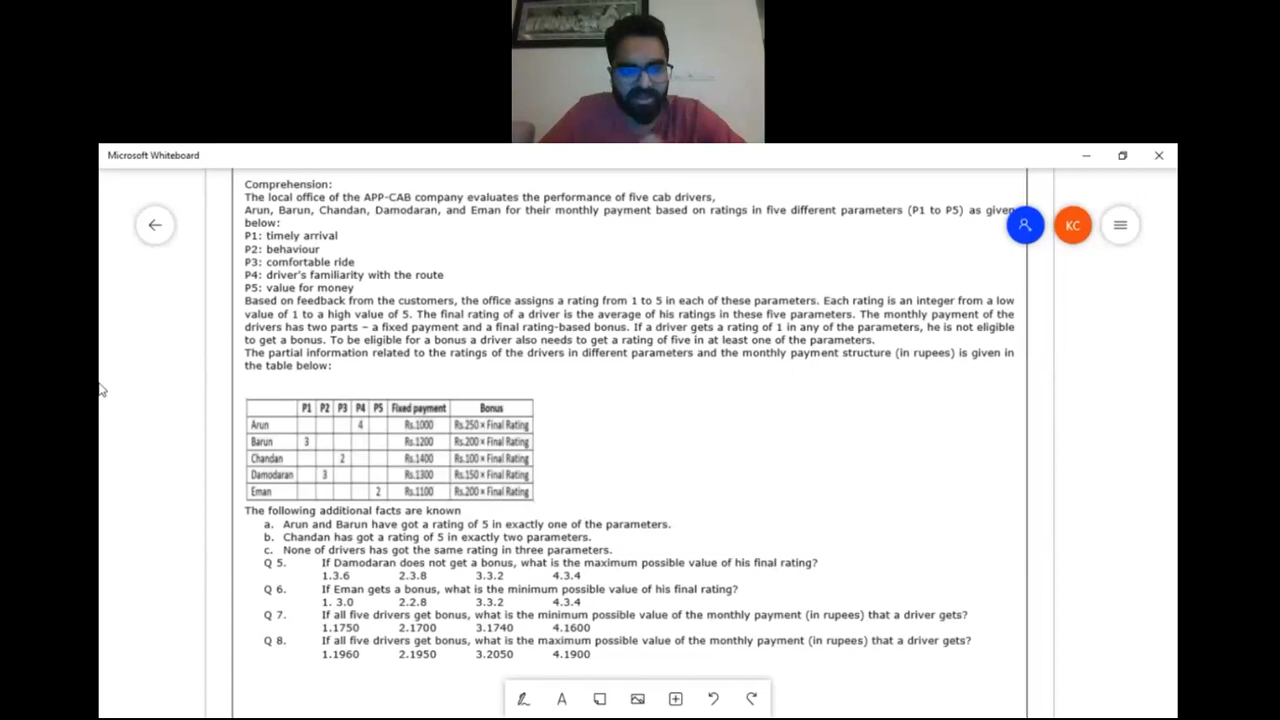 Microsoft Whiteboard
Comprehension:
The local office of the APP-CAB company evaluates the performance of five cab drivers,
Arun, Barun, Chandan, Damodaran, and Eman for their monthly payment based on ratings in five different parameters (P1 to P5) as given
below:
P1: timely arrival
P2: behaviour
P3: comfortable ride
P4: driver's familiarity with the route
P5: value for money
KC
Based on feedback from the customers, the office assigns a rating from 1 to 5 in each of these parameters. Each rating is an integer from a low
value of 1 to a high value of 5. The final rating of a driver is the average of his ratings in these five parameters. The monthly payment of the
drivers has two parts – a fixed payment and a final rating-based bonus. If a driver gets a rating of 1 in any of the parameters, he is not eligible
to get a bonus. To be eligible for a bonus a driver also needs to get a rating of five in at least one of the parameters.
The partial information related to the ratings of the drivers in different parameters and the monthly payment structure (in rupees) is given in
the table below:
P1 P2 P3 P4 P5 Fixed payment Bonus
Arun 4 Rs.1000 Rs.250 × Final Rating
Barun 3 Rs.1200 Rs.200 × Final Rating
Chandan 2 Rs.1400 Rs.100 × Final Rating
Damodaran 3 Rs.1300 Rs.150 × Final Rating
Eman 2 Rs.1100 Rs.200 × Final Rating
The following additional facts are known
a. Arun and Barun have got a rating of 5 in exactly one of the parameters.
b. Chandan has got a rating of 5 in exactly two parameters.
c. None of drivers has got the same rating in three parameters.
Q 5. If Damodaran does not get a bonus, what is the maximum possible value of his final rating?
1.3.6 2.3.8 3.3.2 4.3.4
Q 6. If Eman gets a bonus, what is the minimum possible value of his final rating?
1. 3.0 2.2.8 3.3.2 4.3.4
Q 7. If all five drivers get bonus, what is the minimum possible value of the monthly payment (in rupees) that a driver gets?
1.1750 2.1700 3.1740 4.1600
Q 8. If all five drivers get bonus, what is the maximum possible value of the monthly payment (in rupees) that a driver gets?
1.1960 2.1950 3.2050 4.1900
A